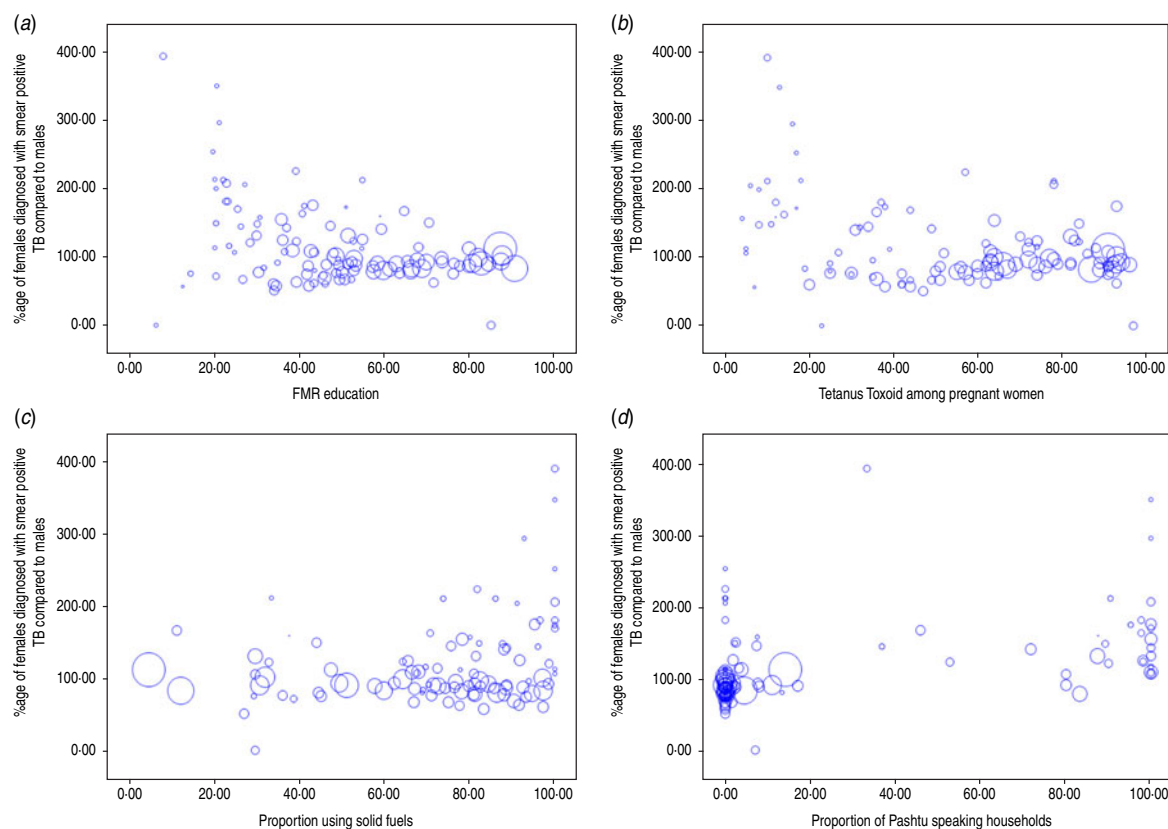 (a)
400·00
300·00
200·00
100·00
0·00
%age of females diagnosed with smear positive
TB compared to males
0·00 20·00 40·00 60·00 80·00 100·00
FMR education
(b)
400·00
300·00
200·00
100·00
0·00
%age of females diagnosed with smear positive
TB compared to males
0·00 20·00 40·00 60·00 80·00 100·00
Tetanus Toxoid among pregnant women
(c)
400·00
300·00
200·00
100·00
0·00
%age of females diagnosed with smear positive
TB compared to males
0·00 20·00 40·00 60·00 80·00 100·00
Proportion using solid fuels
(d)
400·00
300·00
200·00
100·00
0·00
%age of females diagnosed with smear positive
TB compared to males
0·00 20·00 40·00 60·00 80·00 100·00
Proportion of Pashtu speaking households